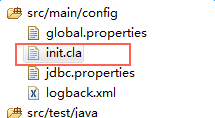 src/main/config
global.properties
init.cla
jdbc.properties
logback.xml
src/test/java